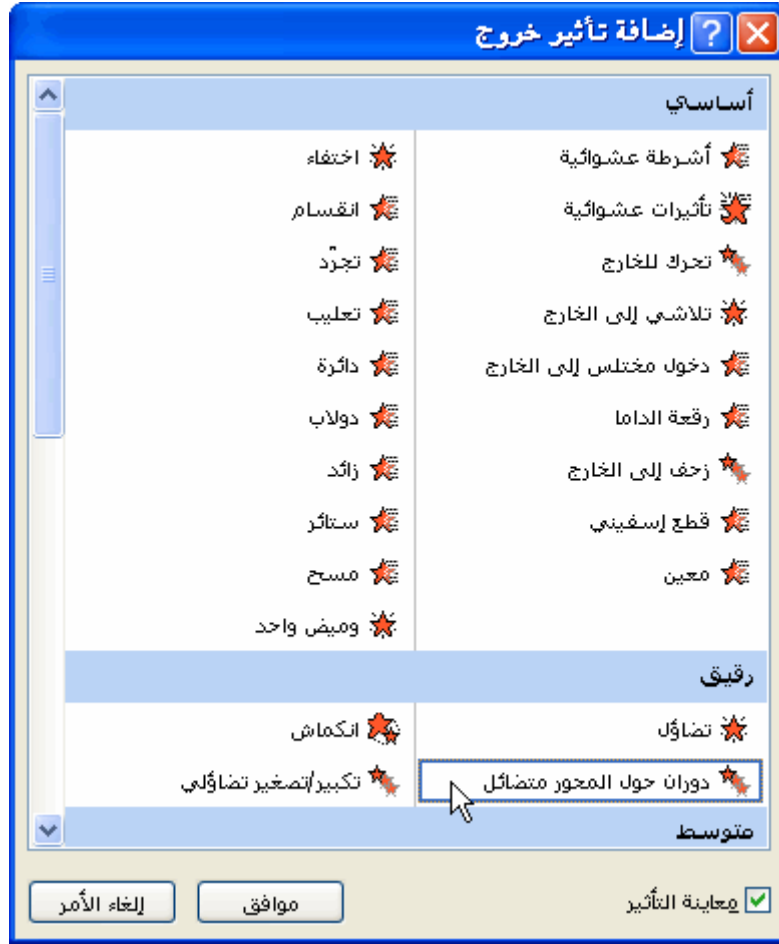 إضافة تأثير خروج
أساسي
أشرطة عشوائية
اختفاء
تأثيرات عشوائية
انقسام
تحرك للخارج
تجرّد
تلاشي إلى الخارج
تعليب
دخول مختلس إلى الخارج
دائرة
رقعة الداما
دولاب
زحف إلى الخارج
زائد
قطع إسفيني
ستائر
معين
مسح
وميض واحد
رقيق
تضاؤل
انكماش
دوران حول المحور متضائل
تكبير/تصغير تضاؤلي
متوسط
معاينة التأثير
موافق
إلغاء الأمر